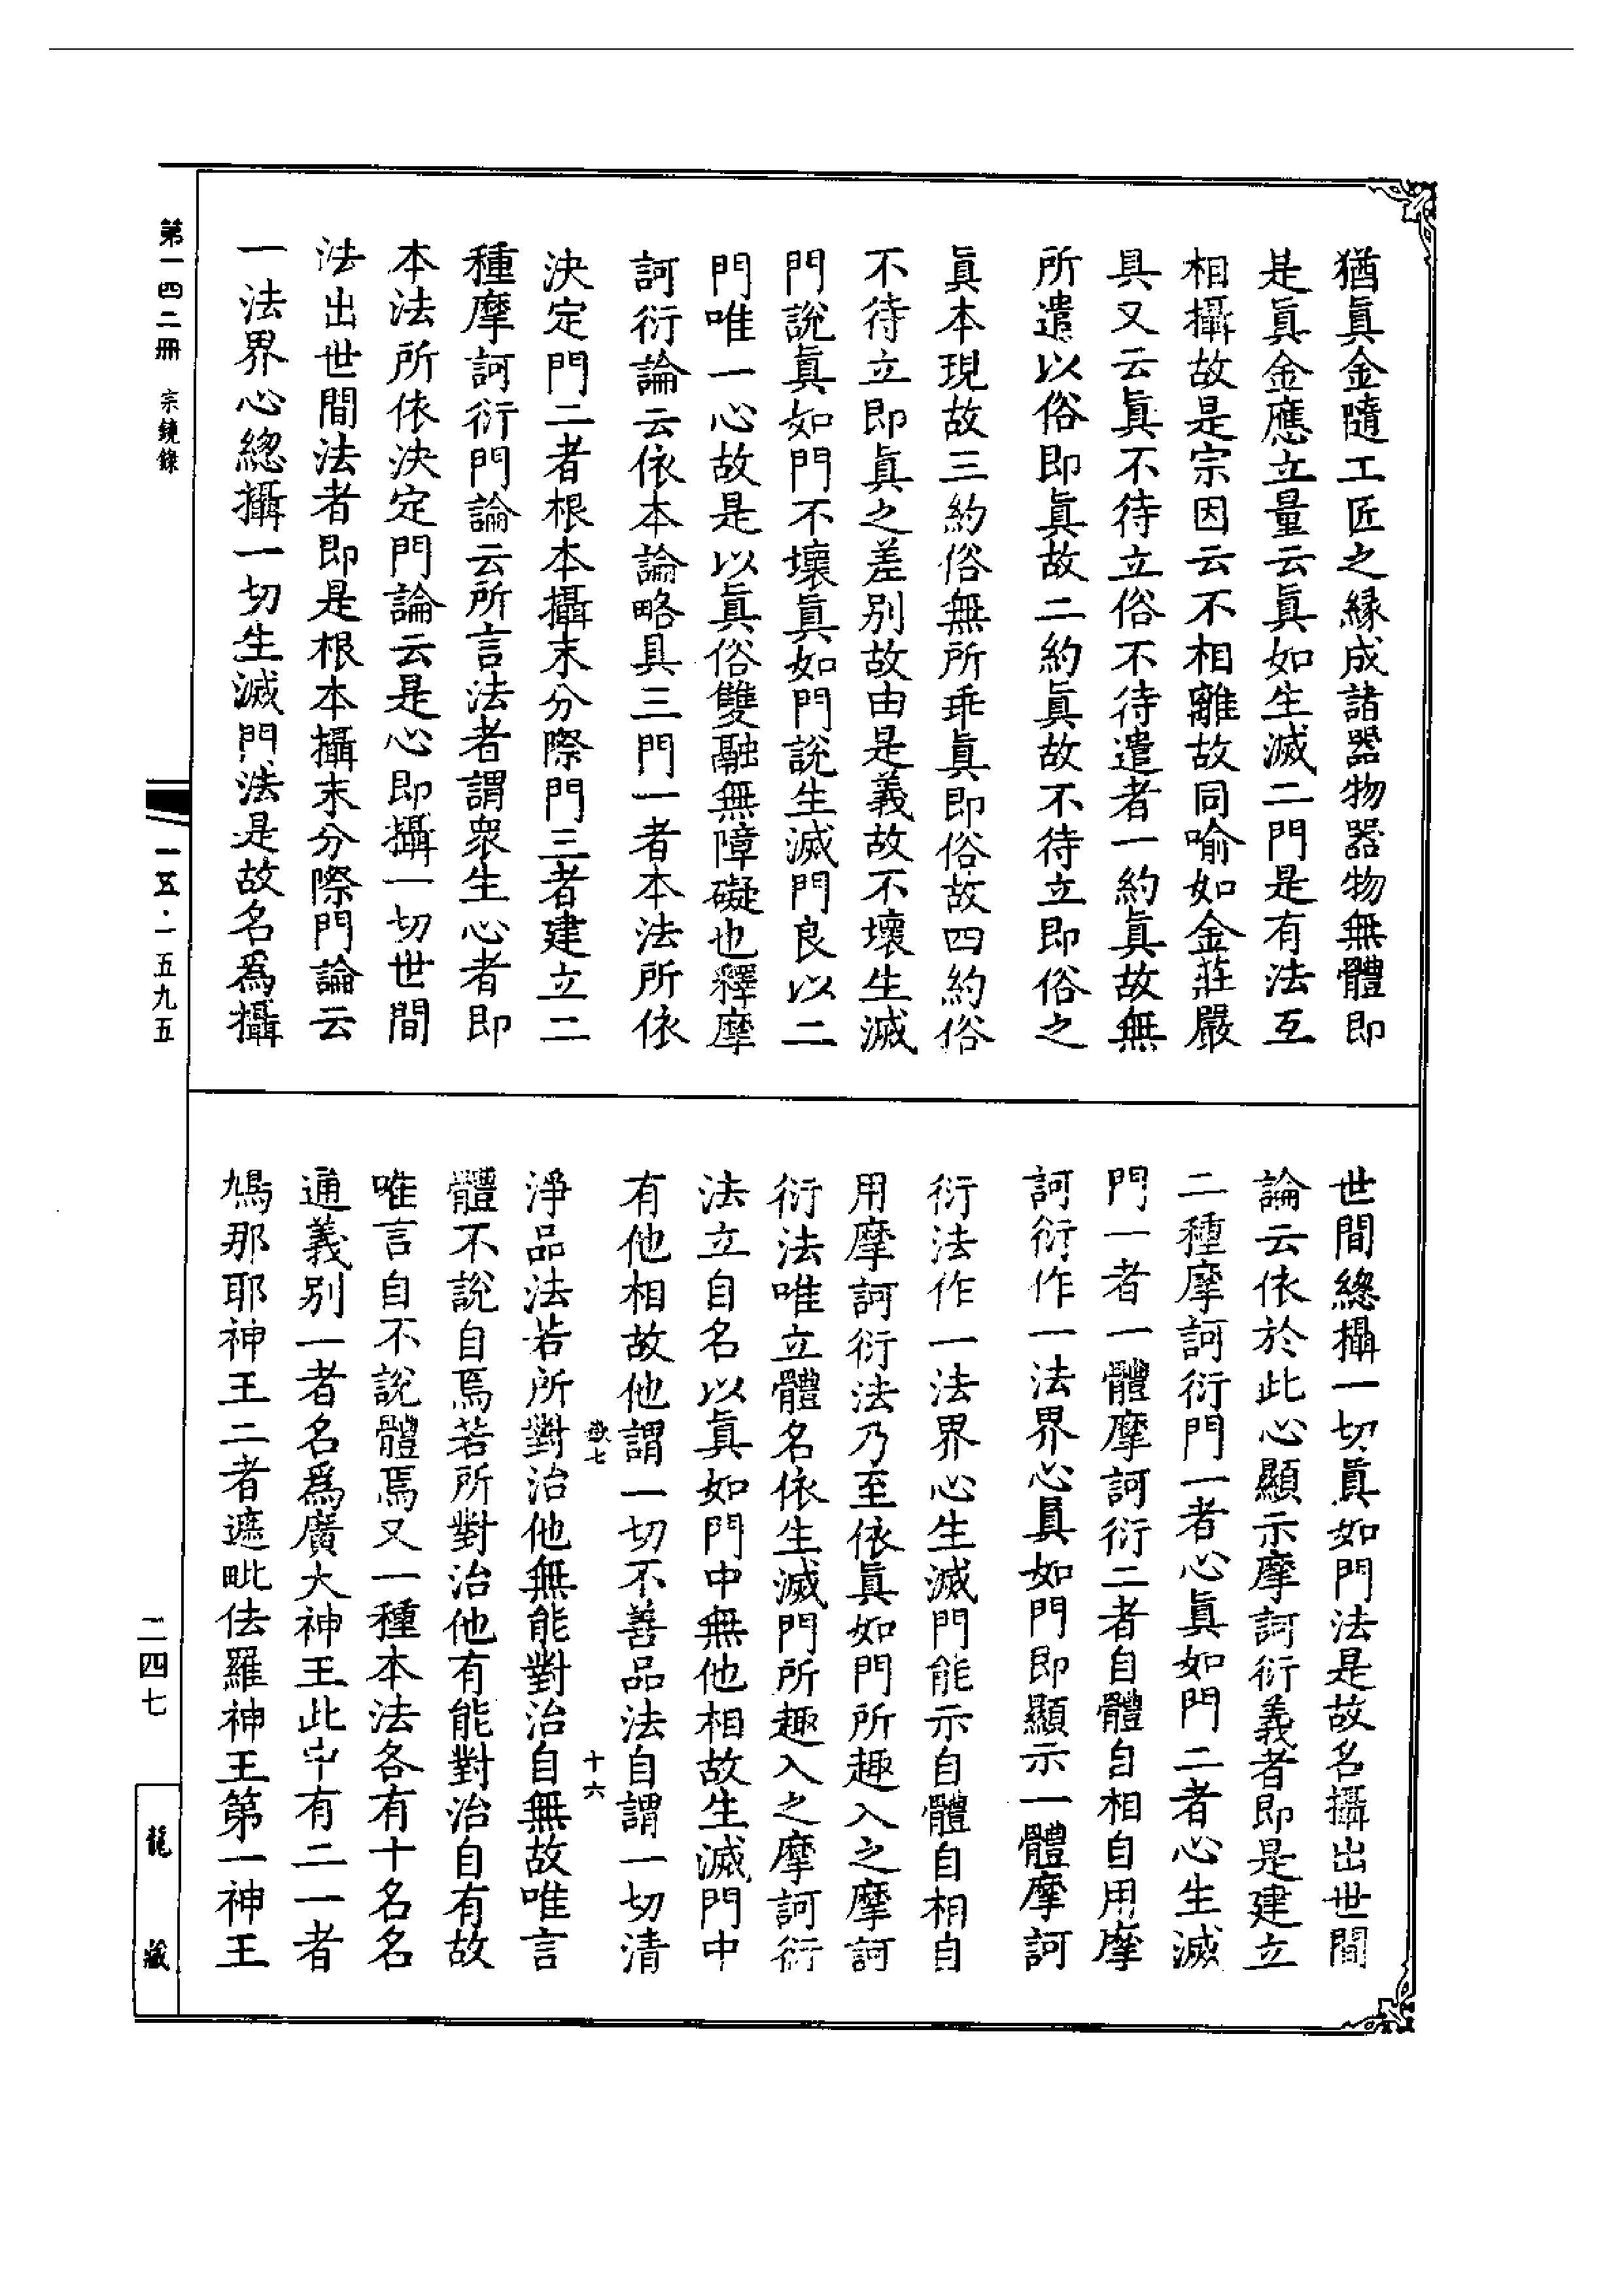 猶眞金隨工匠之縁成諸器物器物無體即
是眞金應立量云眞如生滅二門是有法互
相攝故是宗因云不相離故同喻如金莊嚴
具又云眞不待立俗不待遣者一約眞故無
所遣以俗即眞故二約眞故不待立即俗之
眞本現故三約俗無所乖眞即俗故四約俗
不待立即眞之差別故由是義故不壞生滅
門說眞如門不壞眞如門說生滅門良以二
門唯一心故是以眞俗雙融無障礙也釋摩
訶衍論云依本論略具三門一者本法所依
決定門二者根本攝末分際門三者建立二
種摩訶衍門論云所言法者謂衆生心者即
本法所依決定門論云是心即攝一切世間
法出世間法者即是根本攝末分際門論云
一法界心總攝一切生滅門法是故名爲攝
世間總攝一切眞如門法是故名攝出世間
論云依於此心顯示摩訶衍義者即是建立
二種摩訶衍門一者心眞如門二者心生滅
門一者一體摩訶衍二者自體自相自用摩
訶衍作一法界心眞如門即顯示一體摩訶
衍法作一法界心生滅門能示自體自相自
用摩訶衍法乃至依眞如門所趣入之摩訶
衍法唯立體名依生滅門所趣入之摩訶衍
法立自名以眞如門中無他相故生滅門中
有他相故他謂一切不善品法自謂一切清
十六
淨品法若所對治他無能對治自無故唯言
體不說自焉若所對治他有能對治自有故
唯言自不說體焉又一種本法各有十名名
通義別一者名爲廣大神王此中有二一者
鳩那耶神王二者遮毗佉羅神王第一神王
第一四二冊 宗鏡錄
一五·一五九五
二四七
龍藏